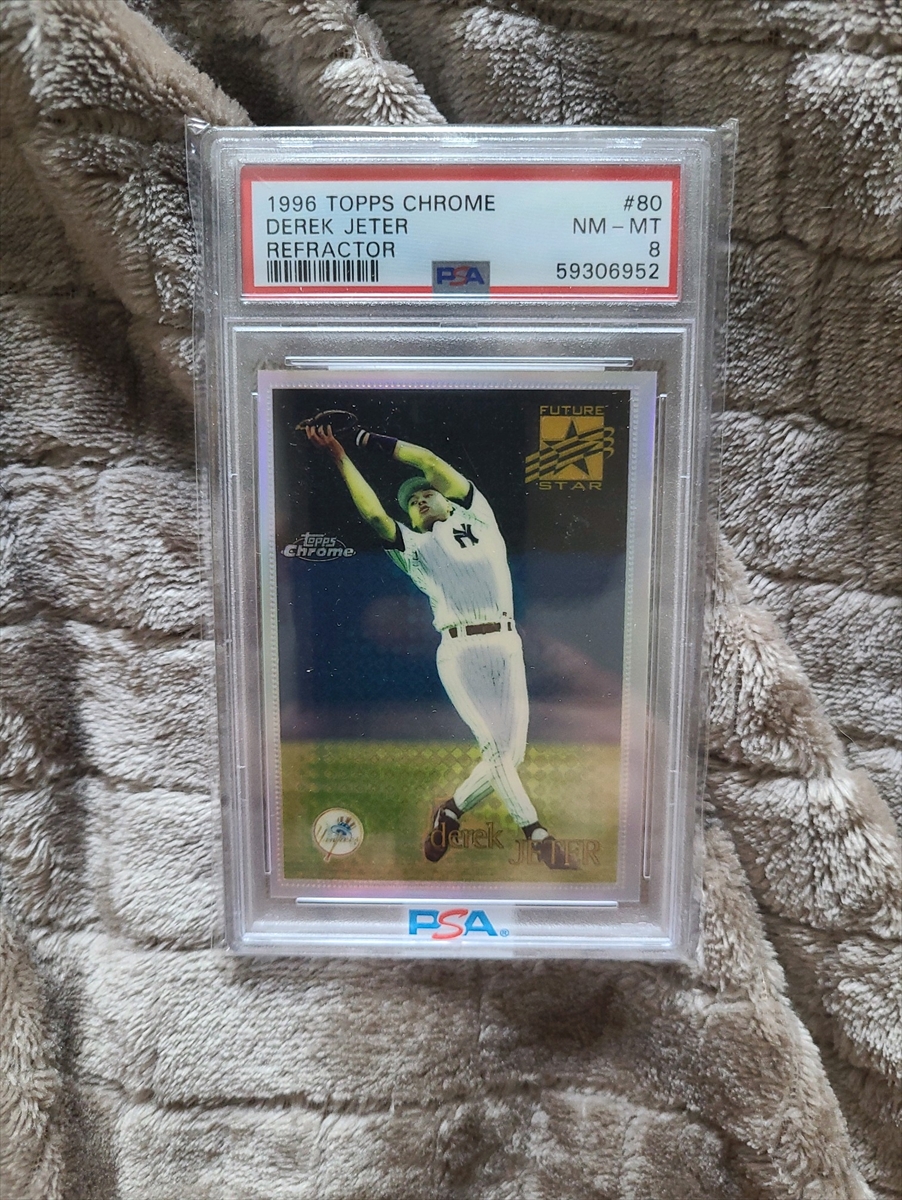 1996 TOPPS CHROME #80
DEREK JETER NM - MT
REFRACTOR 8
PSA 59306952
FUTURE
STAR
NY
Topps
Chrome
derek JETER
PSA®